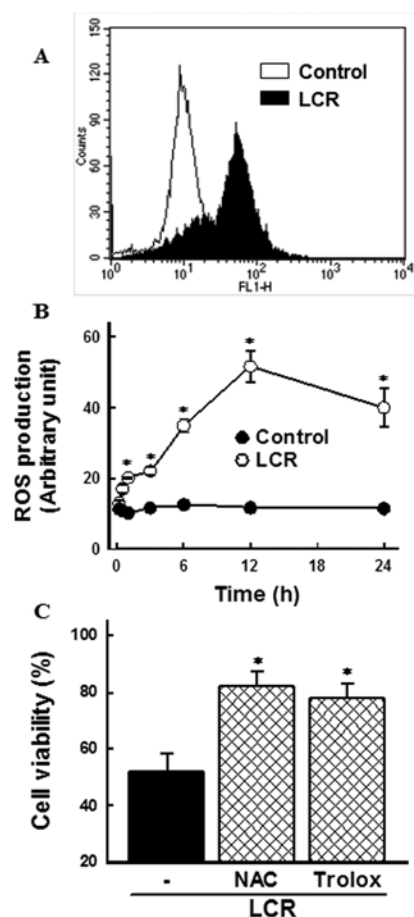 A
150
120
90
60
30
0
Counts
Control
LCR
10⁰ 10¹ 10² 10³ 10⁴
FL1-H
B
60
40
20
0
ROS production
(Arbitrary unit)
*
*
*
*
*
Control
LCR
0 6 12 18 24
Time (h)
C
100
80
60
40
20
Cell viability (%)
* *
- NAC Trolox
LCR